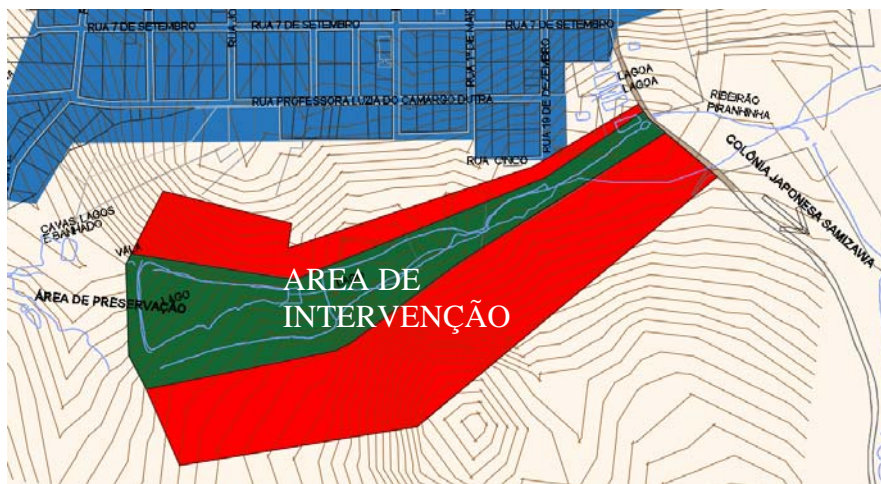 RUA 7 DE SETEMBRO
RUA 7 DE SETEMBRO
RUA 7 DE SETEMBRO
RUA PROFESSORA LUZIA DO CAMARGO DUTRA
RUA 19 DE DEZEMBRO
RUA CINCO
LAGOA
LAGOA
RIBEIRÃO
PIRANHINHA
COLÔNIA JAPONESA SAMIZAWA
CAVAS, LAGOS
E BANHADO
VALA
ÁREA DE PRESERVAÇÃO
LAGO
AREA DE
INTERVENÇÃO